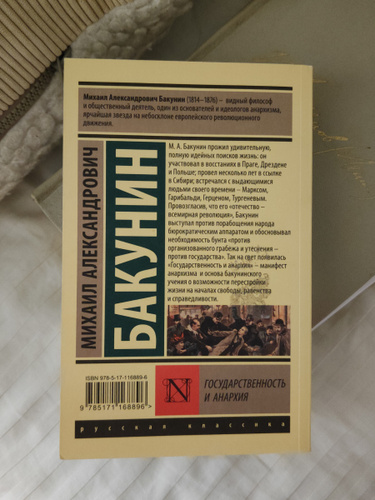 Михаил Александрович Бакунин (1814–1876) – видный философ
и общественный деятель, один из основателей и идеологов анархизма,
ярчайшая звезда на небосклоне европейского революционного
движения.
МИХАИЛ АЛЕКСАНДРОВИЧ
БАКУНИН
М. А. Бакунин прожил удивительную,
полную идейных поисков жизнь: он
участвовал в восстаниях в Праге, Дрездене
и Польше; провел несколько лет в ссылке
в Сибири; встречался с выдающимися
людьми своего времени – Марксом,
Гарибальди, Герценом, Тургеневым.
Провозгласив, что его «отечество –
всемирная революция», Бакунин
выступал против порабощения народа
бюрократическим аппаратом и обосновывал
необходимость бунта «против
организованного грабежа и утеснения –
против государства». Так на свет появилась
«Государственность и анархия» – манифест
анархизма и основа бакунинского
учения о возможности перестройки
жизни на началах свободы, равенства
и справедливости.
ISBN 978-5-17-116889-6
9 785171 168896 >
N
ГОСУДАРСТВЕННОСТЬ
И АНАРХИЯ
русская классика